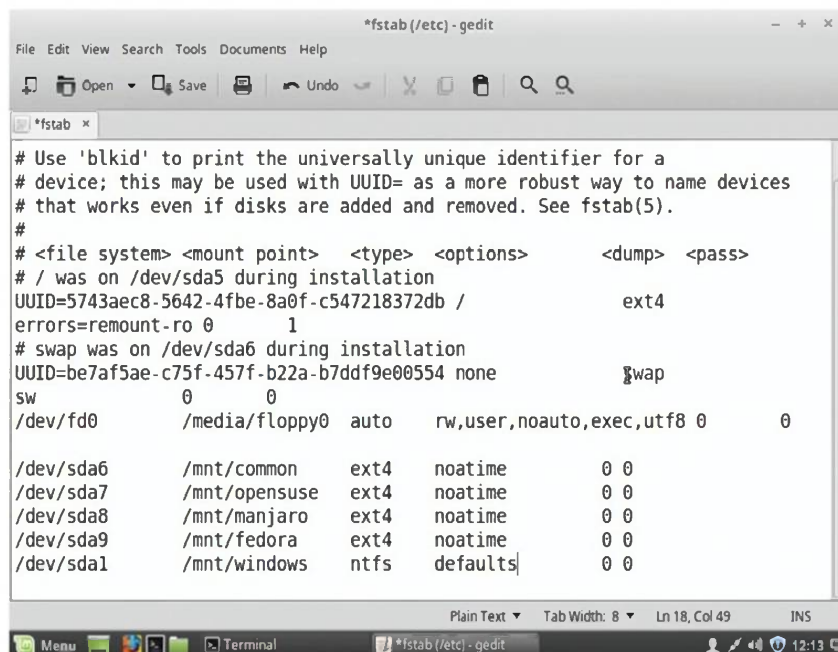 *fstab (/etc) - gedit
File Edit View Search Tools Documents Help
Open Save Undo
*fstab
# Use 'blkid' to print the universally unique identifier for a
# device; this may be used with UUID= as a more robust way to name devices
# that works even if disks are added and removed. See fstab(5).
#
# <file system> <mount point> <type> <options> <dump> <pass>
# / was on /dev/sda5 during installation
UUID=5743aec8-5642-4fbe-8a0f-c547218372db / ext4
errors=remount-ro 0 1
# swap was on /dev/sda6 during installation
UUID=be7af5ae-c75f-457f-b22a-b7ddf9e00554 none swap
sw 0 0
/dev/fd0 /media/floppy0 auto rw,user,noauto,exec,utf8 0 0
/dev/sda6 /mnt/common ext4 noatime 0 0
/dev/sda7 /mnt/opensuse ext4 noatime 0 0
/dev/sda8 /mnt/manjaro ext4 noatime 0 0
/dev/sda9 /mnt/fedora ext4 noatime 0 0
/dev/sda1 /mnt/windows ntfs defaults 0 0
Plain Text Tab Width: 8 Ln 18, Col 49 INS
Menu Terminal *fstab (/etc) - gedit 12:13